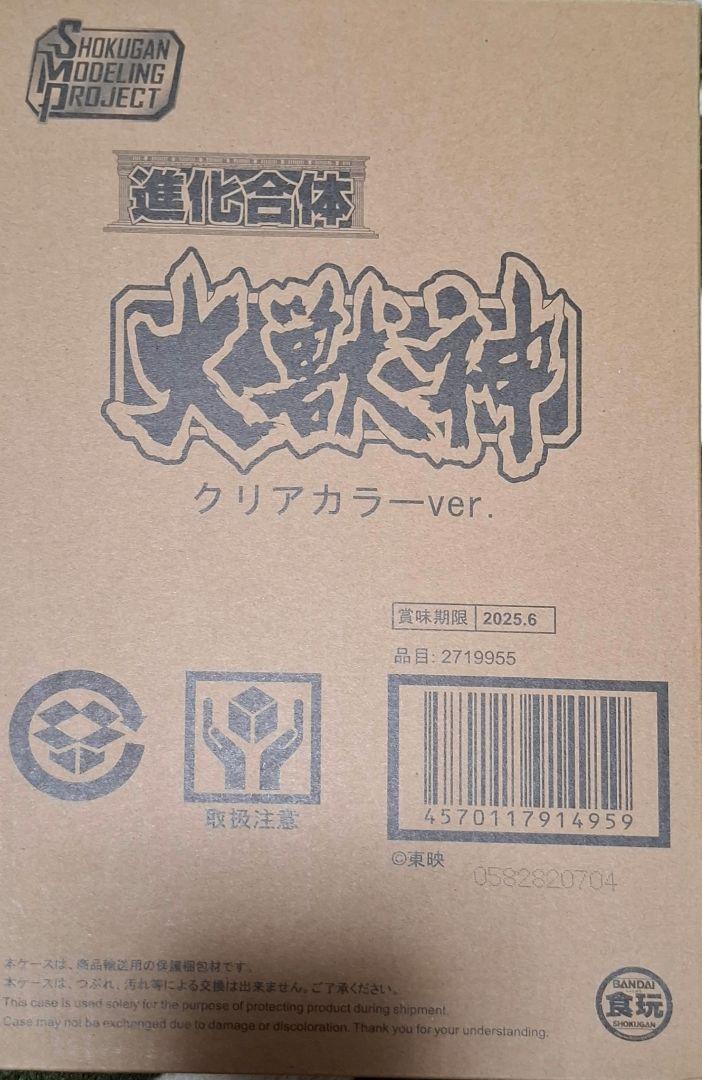 SHOKUGAN
MODELING
PROJECT
進化合体
大獣神
クリアカラーver.
賞味期限 2025.6
品目: 2719955
4570117914959
取扱注意
©東映
0582820704
本ケースは、商品輸送用の保護梱包材です。
本ケースは、つぶれ、汚れ等による交換は出来ません。ご了承ください。
This case is used solely for the purpose of protecting product during shipment.
Case may not be exchanged due to damage or discoloration. Thank you for your understanding.
BANDAI
食玩
SHOKUGAN